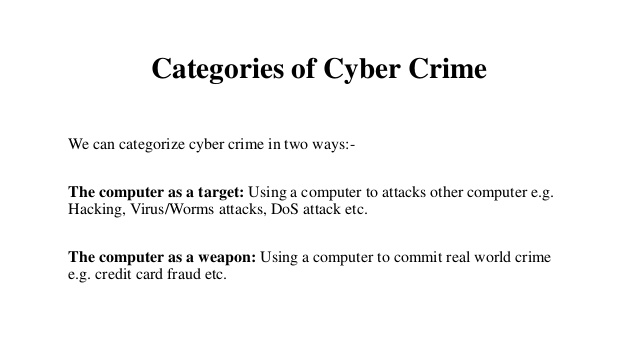 Categories of Cyber Crime
We can categorize cyber crime in two ways:-
The computer as a target: Using a computer to attacks other computer e.g.
Hacking, Virus/Worms attacks, DoS attack etc.
The computer as a weapon: Using a computer to commit real world crime
e.g. credit card fraud etc.